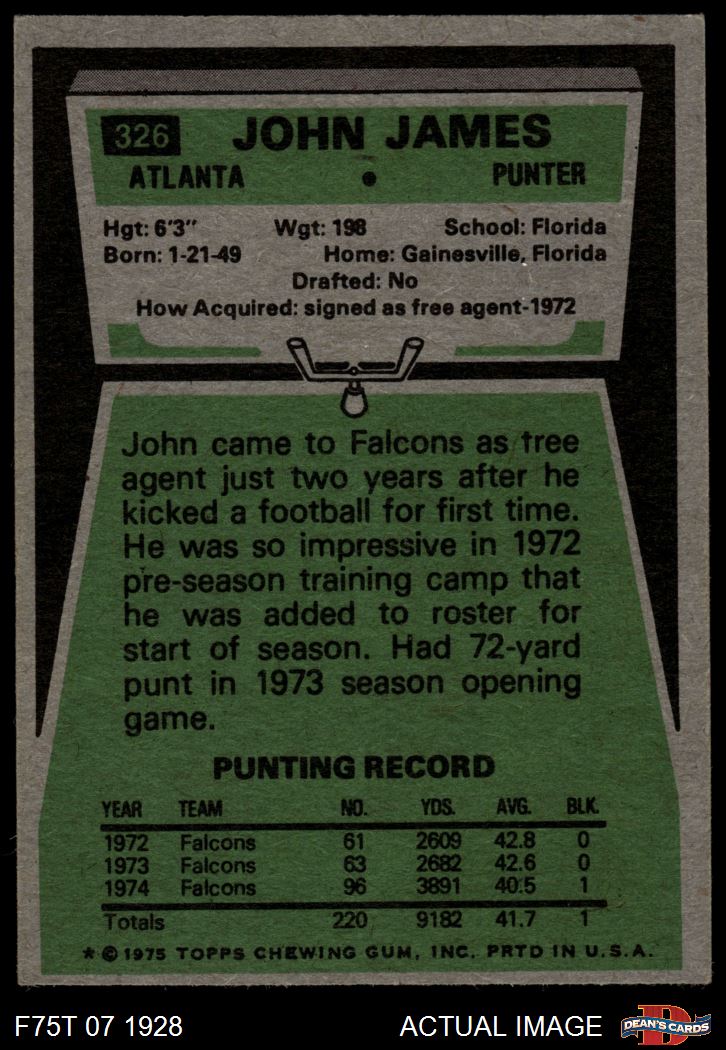 326 JOHN JAMES
ATLANTA • PUNTER
Hgt: 6'3" Wgt: 198 School: Florida
Born: 1-21-49 Home: Gainesville, Florida
Drafted: No
How Acquired: signed as free agent-1972
John came to Falcons as free
agent just two years after he
kicked a football for first time.
He was so impressive in 1972
pre-season training camp that
he was added to roster for
start of season. Had 72-yard
punt in 1973 season opening
game.
PUNTING RECORD
YEAR TEAM NO. YDS. AVG. BLK.
1972 Falcons 61 2609 42.8 0
1973 Falcons 63 2682 42.6 0
1974 Falcons 96 3891 40.5 1
Totals 220 9182 41.7 1
* © 1975 TOPPS CHEWING GUM, INC. PRTD IN U.S.A.
F75T 07 1928 ACTUAL IMAGE D DEAN'S CARDS